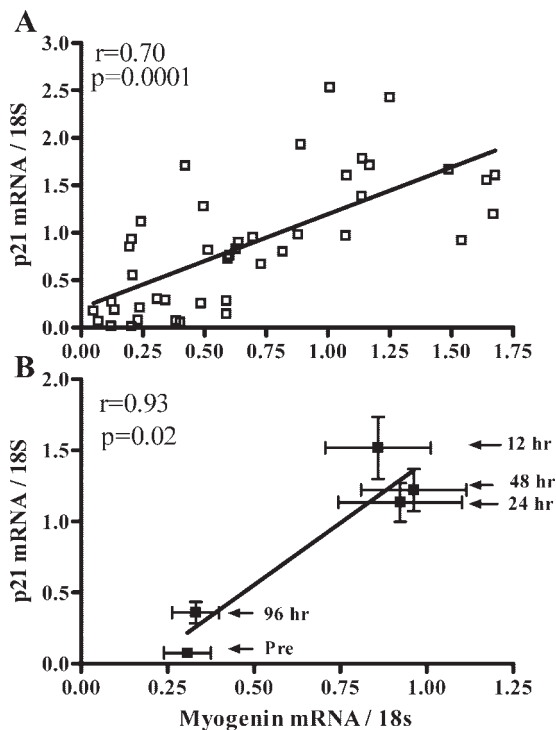 A
r=0.70
p=0.0001
p21 mRNA / 18S
3.0
2.5
2.0
1.5
1.0
0.5
0.0
0.00 0.25 0.50 0.75 1.00 1.25 1.50 1.75
B
r=0.93
p=0.02
p21 mRNA / 18S
2.0
1.5
1.0
0.5
0.0
12 hr
48 hr
24 hr
96 hr
Pre
0.00 0.25 0.50 0.75 1.00 1.25
Myogenin mRNA / 18s